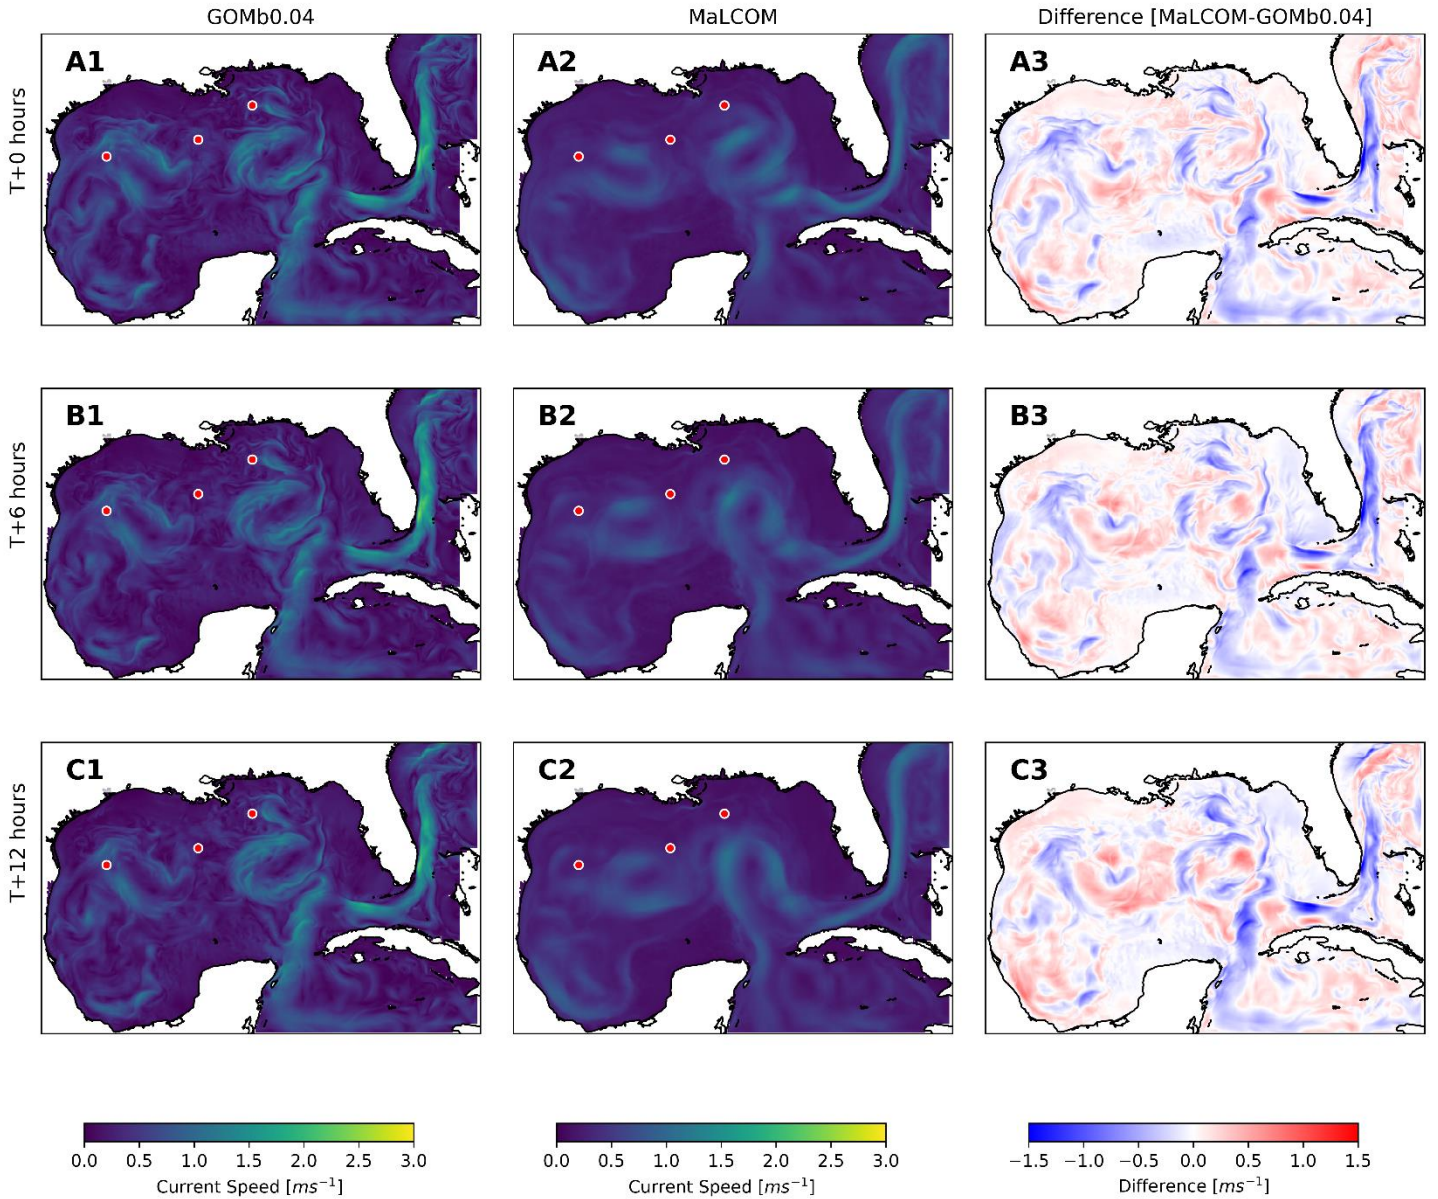 GOMb0.04
MaLCOM
Difference [MaLCOM-GOMb0.04]
T+0 hours
A1
A2
A3
T+6 hours
B1
B2
B3
T+12 hours
C1
C2
C3
0.0 0.5 1.0 1.5 2.0 2.5 3.0
Current Speed [ms⁻¹]
0.0 0.5 1.0 1.5 2.0 2.5 3.0
Current Speed [ms⁻¹]
−1.5 −1.0 −0.5 0.0 0.5 1.0 1.5
Difference [ms⁻¹]